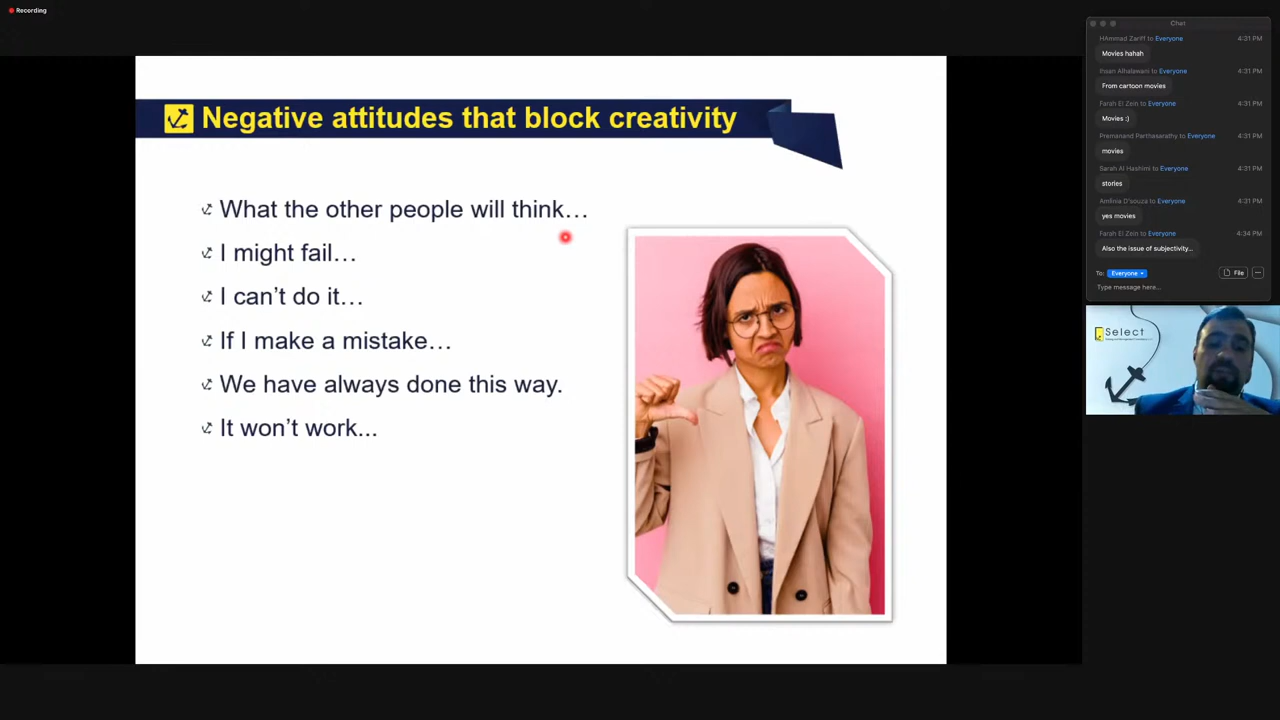 Recording
Negative attitudes that block creativity
What the other people will think…
I might fail…
I can't do it…
If I make a mistake…
We have always done this way.
It won't work...
Chat
HAmmad Zariff to Everyone 4:31 PM
Movies hahah
Ihsan Alhalawani to Everyone 4:31 PM
From cartoon movies
Farah El Zein to Everyone 4:31 PM
Movies :)
Premanand Parthasarathy to Everyone 4:31 PM
movies
Sarah Al Hashimi to Everyone 4:31 PM
stories
Amilina D'souza to Everyone 4:31 PM
yes movies
Farah El Zein to Everyone 4:34 PM
Also the issue of subjectivity...
To: Everyone File
Type message here...
Select